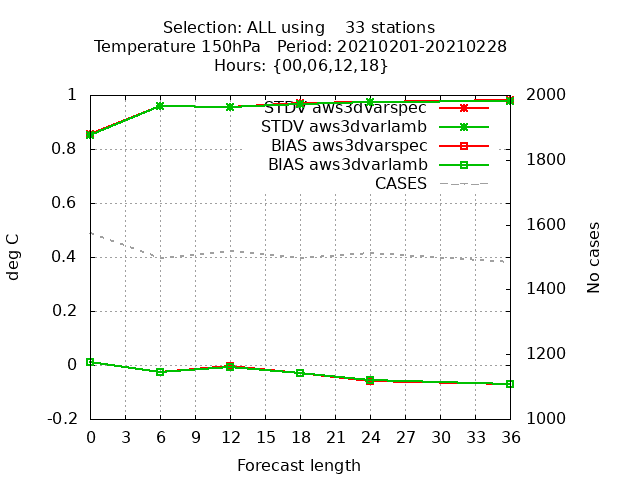 Selection: ALL using    33 stations
Temperature 150hPa   Period: 20210201-20210228
Hours: {00,06,12,18}
1
0.8
0.6
0.4
0.2
0
-0.2
deg C
STDV aws3dvarspec
STDV aws3dvarlamb
BIAS aws3dvarspec
BIAS aws3dvarlamb
CASES
2000
1800
1600
1400
1200
1000
No cases
0 3 6 9 12 15 18 21 24 27 30 33 36
Forecast length